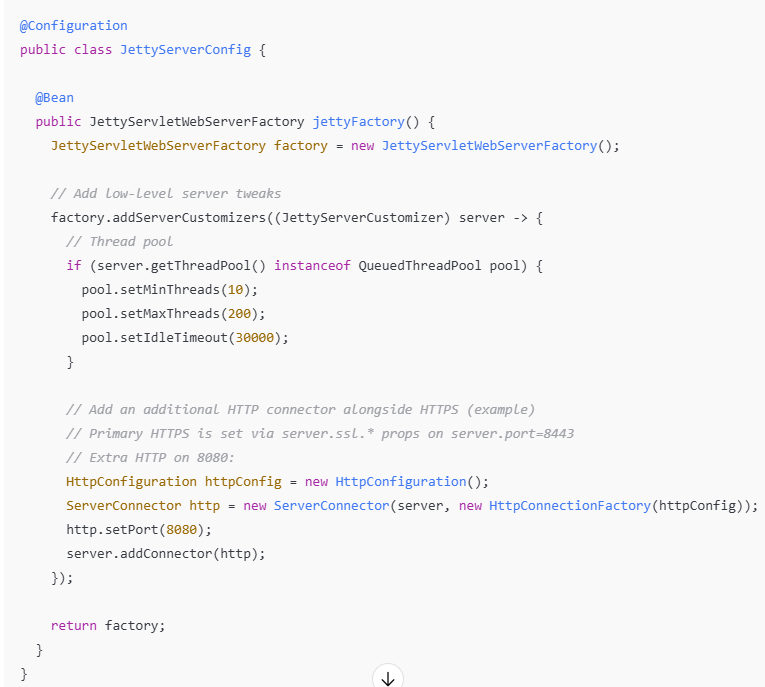 @Configuration
public class JettyServerConfig {
@Bean
public JettyServletWebServerFactory jettyFactory() {
JettyServletWebServerFactory factory = new JettyServletWebServerFactory();
// Add low-level server tweaks
factory.addServerCustomizers((JettyServerCustomizer) server -> {
// Thread pool
if (server.getThreadPool() instanceof QueuedThreadPool pool) {
pool.setMinThreads(10);
pool.setMaxThreads(200);
pool.setIdleTimeout(30000);
}
// Add an additional HTTP connector alongside HTTPS (example)
// Primary HTTPS is set via server.ssl.* props on server.port=8443
// Extra HTTP on 8080:
HttpConfiguration httpConfig = new HttpConfiguration();
ServerConnector http = new ServerConnector(server, new HttpConnectionFactory(httpConfig));
http.setPort(8080);
server.addConnector(http);
});
return factory;
}
}